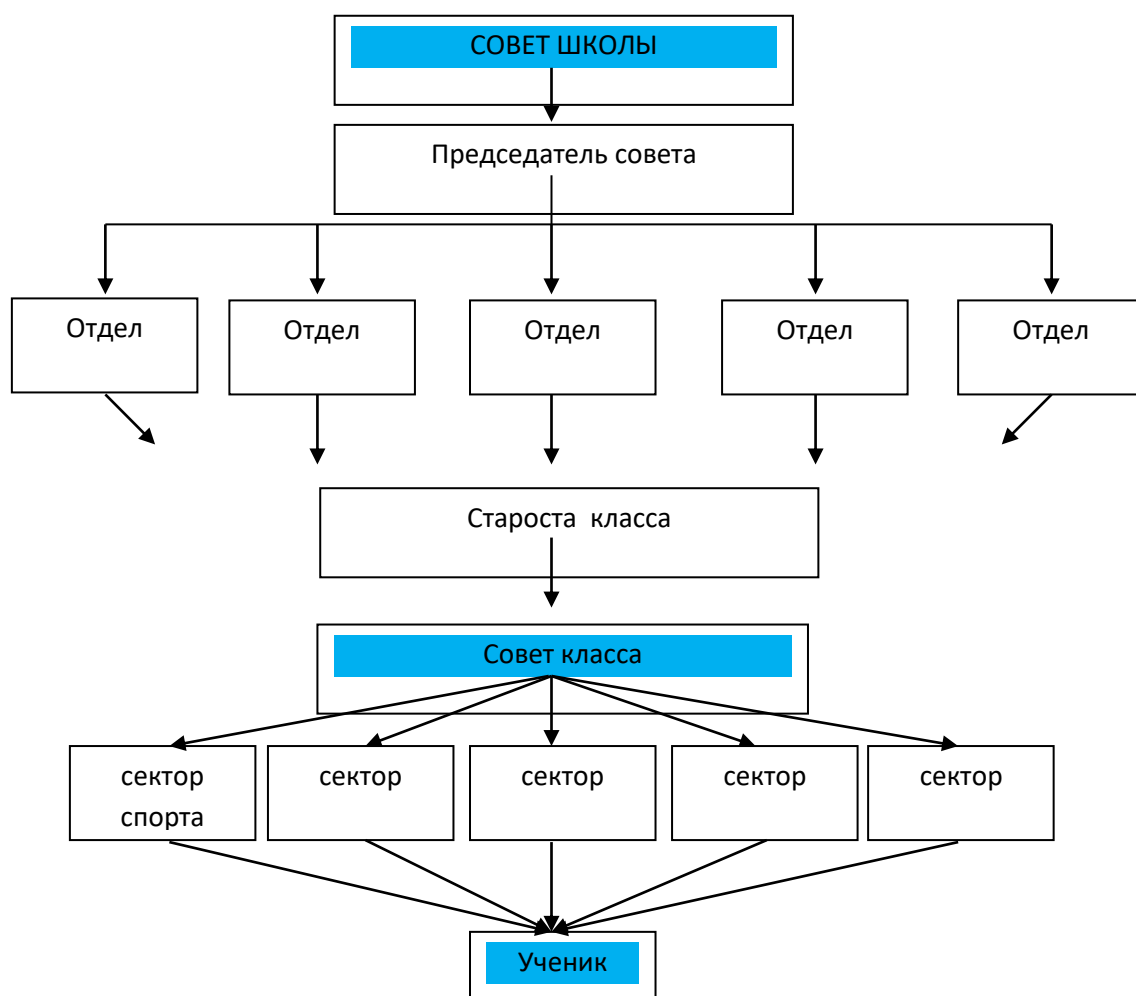 СОВЕТ ШКОЛЫ
Председатель совета
Отдел
Отдел
Отдел
Отдел
Отдел
Староста класса
Совет класса
сектор
спорта
сектор
сектор
сектор
сектор
Ученик